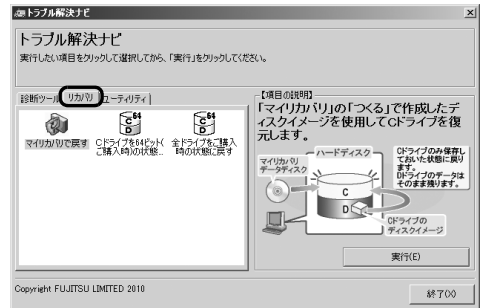 トラブル解決ナビ
トラブル解決ナビ
実行したい項目をクリックして選択してから、「実行」をクリックしてください。
診断ツール リカバリ ユーティリティ
マイリカバリで戻す
Cドライブを64ビット(ご購入時)の状態...
全ドライブをご購入時の状態に戻す
64
C
D
64
C
D
【項目の説明】
「マイリカバリ」の「つくる」で作成したデ
ィスクイメージを使用してCドライブを復
元します。
マイリカバリ
データディスク
ハードディスク
C
D
Cドライブのみ保存し
ておいた状態に戻り
ます。
Dドライブのデータは
そのまま残ります。
Cドライブの
ディスクイメージ
実行(E)
Copyright FUJITSU LIMITED 2010
終了(X)